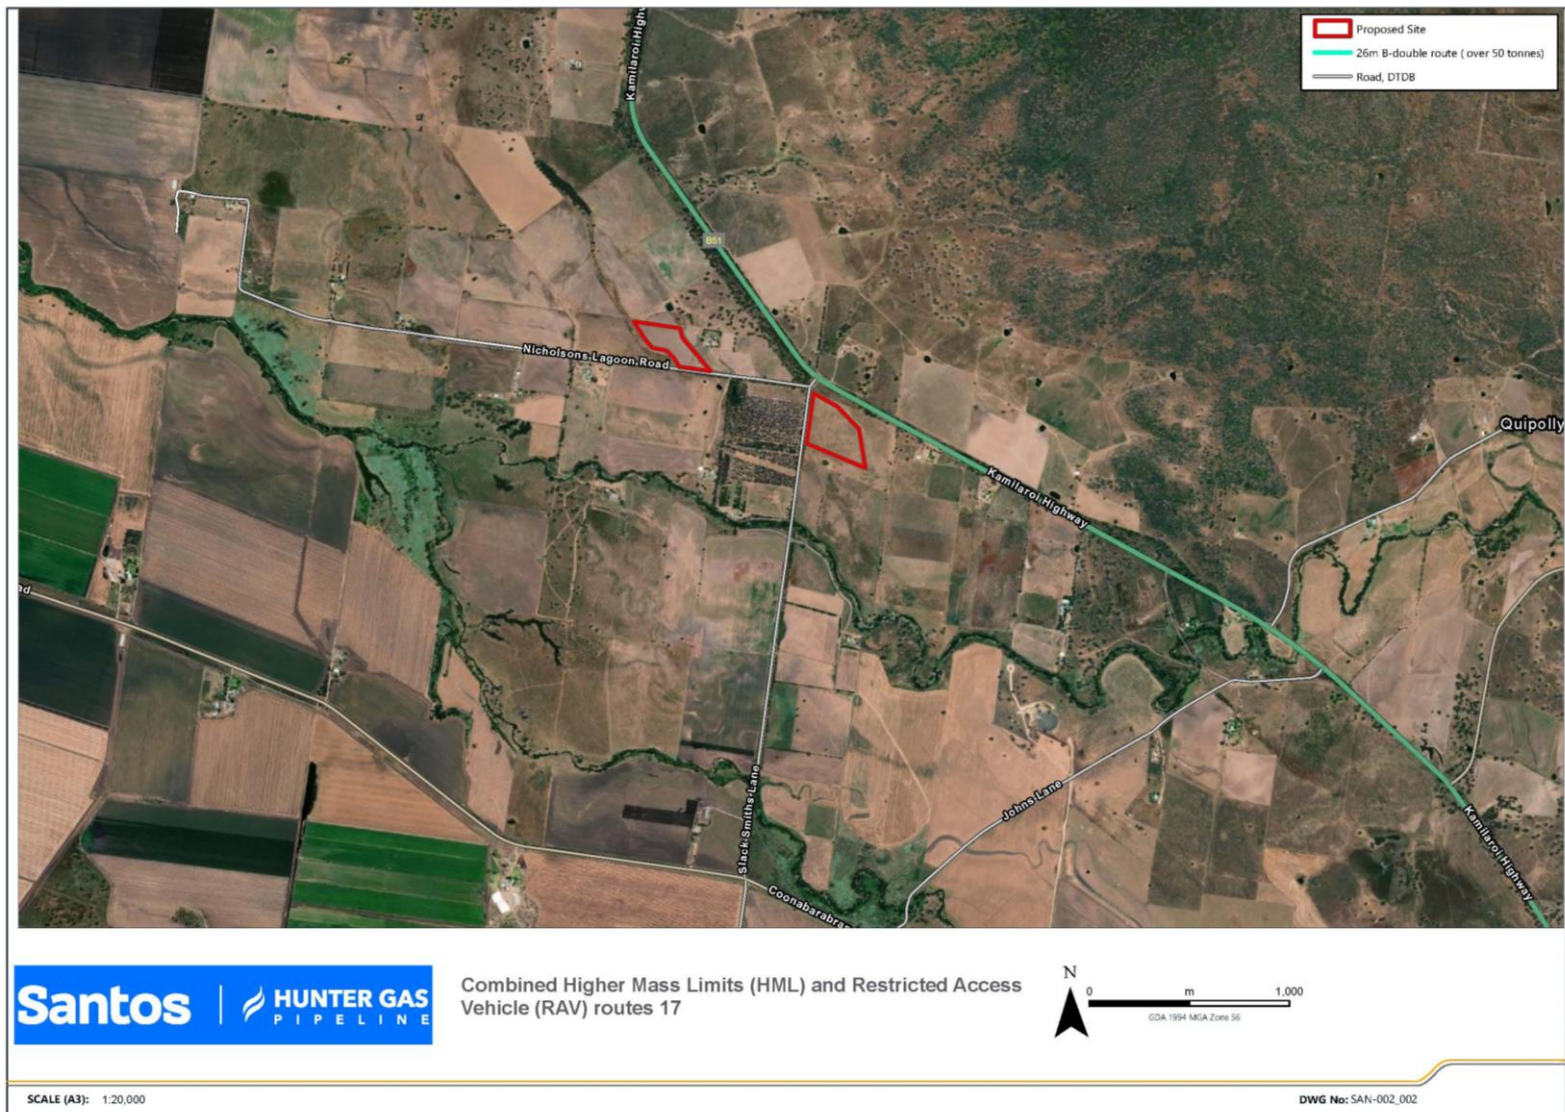 Proposed Site
26m B-double route ( over 50 tonnes)
Road, DTDB
Kamilaroi Highw
B51
Nicholsons Lagoon Road
Quipolly
Kamilaroi Highway
ad
Slack Smiths Lane
Johns Lane
Kamilaroi Highway
Coonabarabran
Santos
HUNTER GAS
PIPELINE
Combined Higher Mass Limits (HML) and Restricted Access
Vehicle (RAV) routes 17
N
0 m 1,000
GDA 1994 MGA Zone 56
SCALE (A3): 1:20,000
DWG No: SAN-002_002